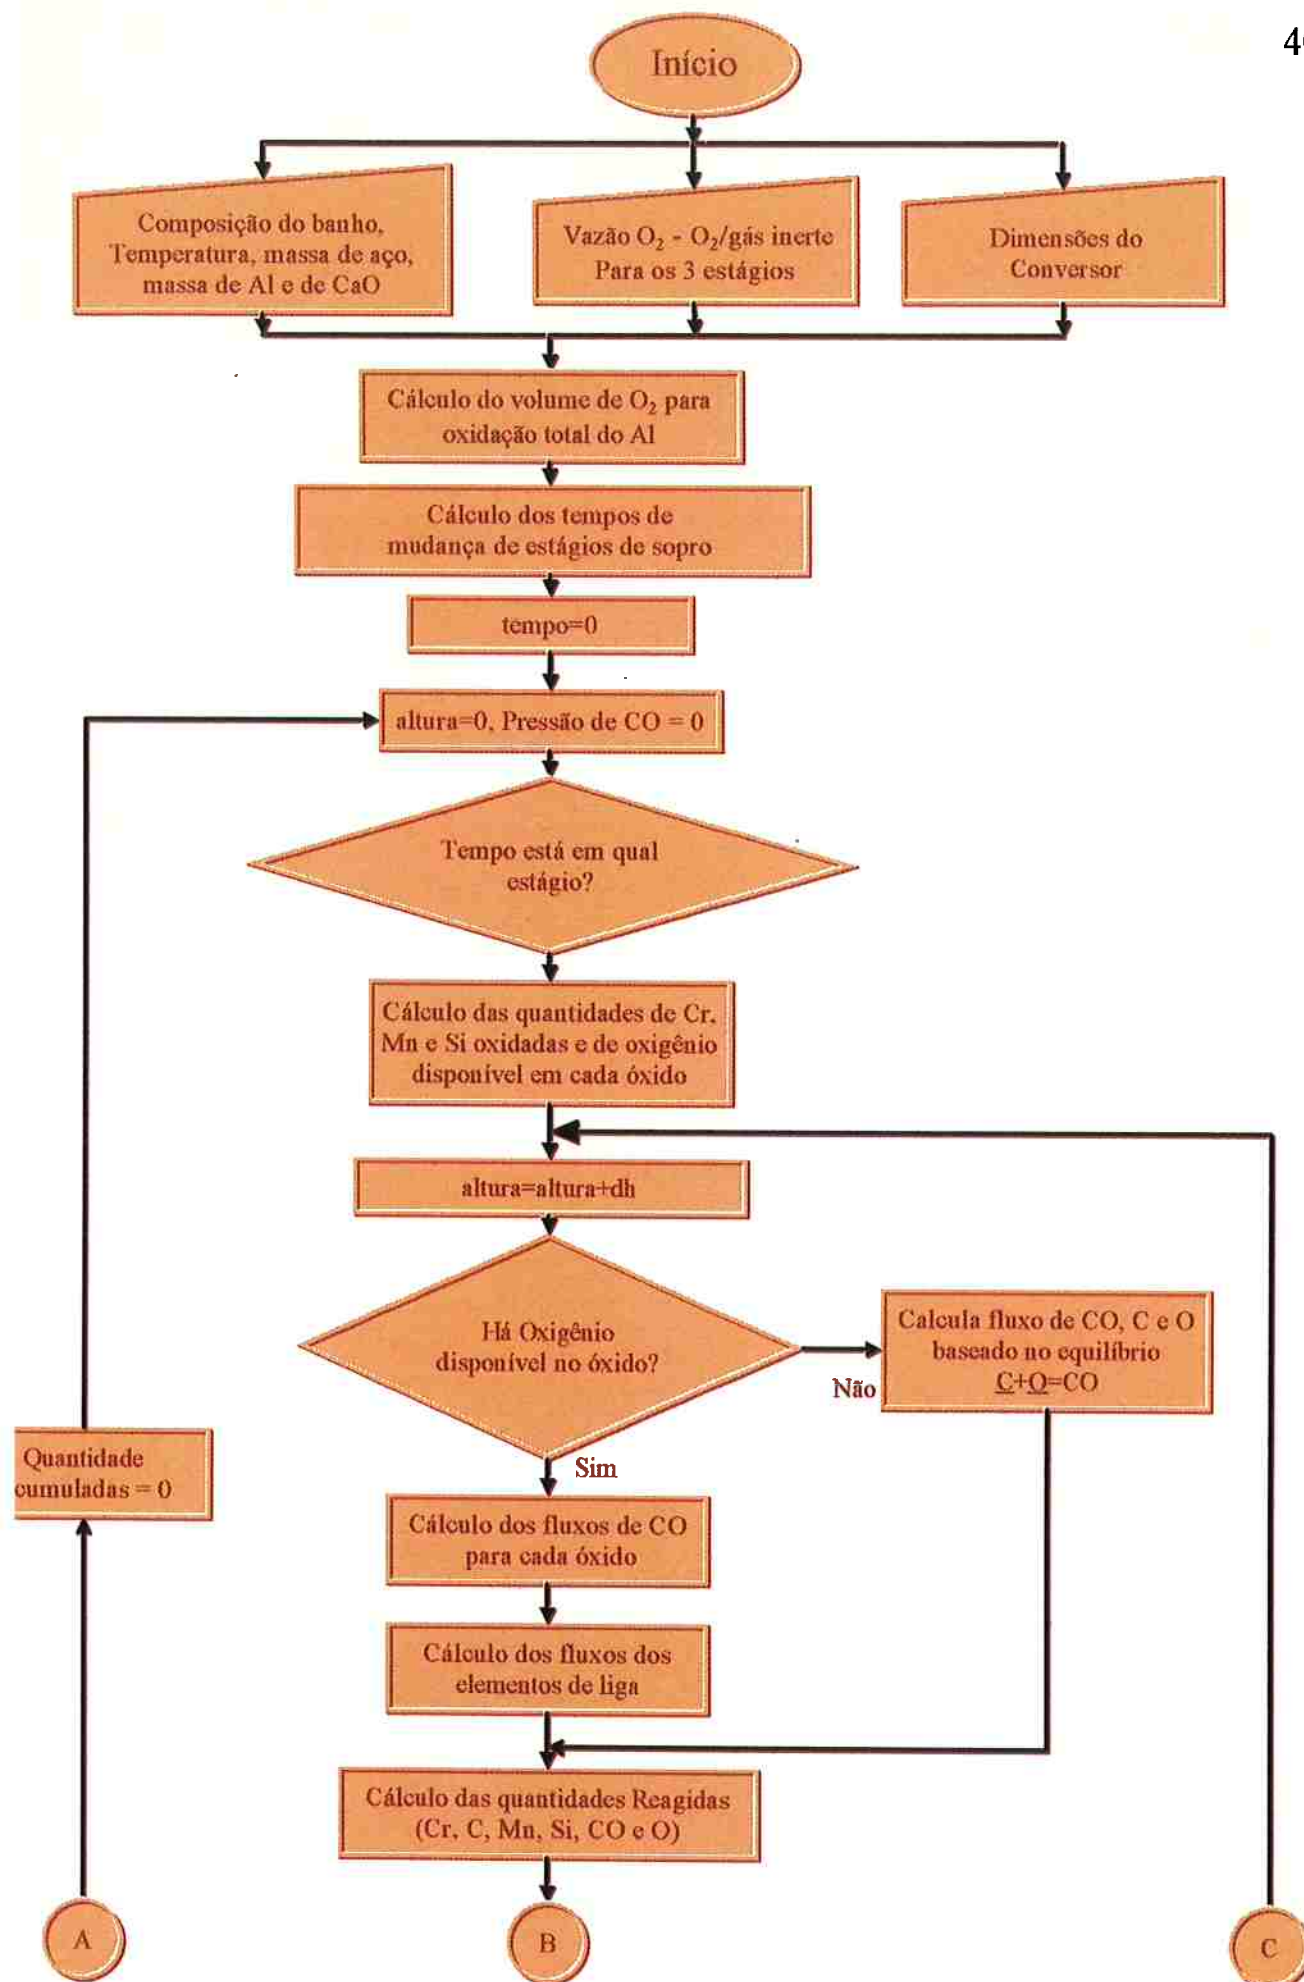 Início
Composição do banho,
Temperatura, massa de aço,
massa de Al e de CaO
Vazão O₂ - O₂/gás inerte
Para os 3 estágios
Dimensões do
Conversor
Cálculo do volume de O₂ para
oxidação total do Al
Cálculo dos tempos de
mudança de estágios de sopro
tempo=0
altura=0, Pressão de CO = 0
Tempo está em qual
estágio?
Cálculo das quantidades de Cr,
Mn e Si oxidadas e de oxigênio
disponível em cada óxido
altura=altura+dh
Há Oxigênio
disponível no óxido?
Não
Calcula fluxo de CO, C e O
baseado no equilíbrio
C+O=CO
Sim
Quantidade
cumuladas = 0
Cálculo dos fluxos de CO
para cada óxido
Cálculo dos fluxos dos
elementos de liga
Cálculo das quantidades Reagidas
(Cr, C, Mn, Si, CO e O)
A
B
C